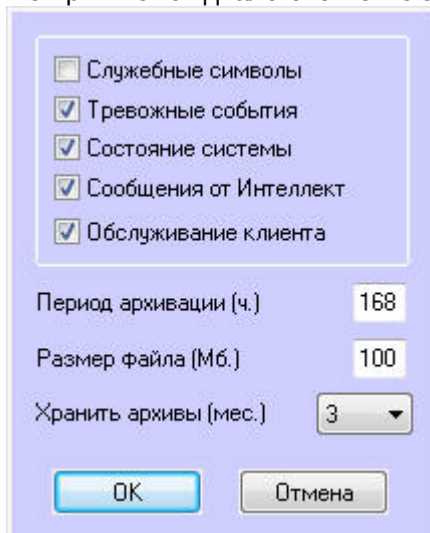 Служебные символы
Тревожные события
Состояние системы
Сообщения от Интеллект
Обслуживание клиента
Период архивации (ч.) 168
Размер файла (Мб.) 100
Хранить архивы (мес.) 3
OK Отмена